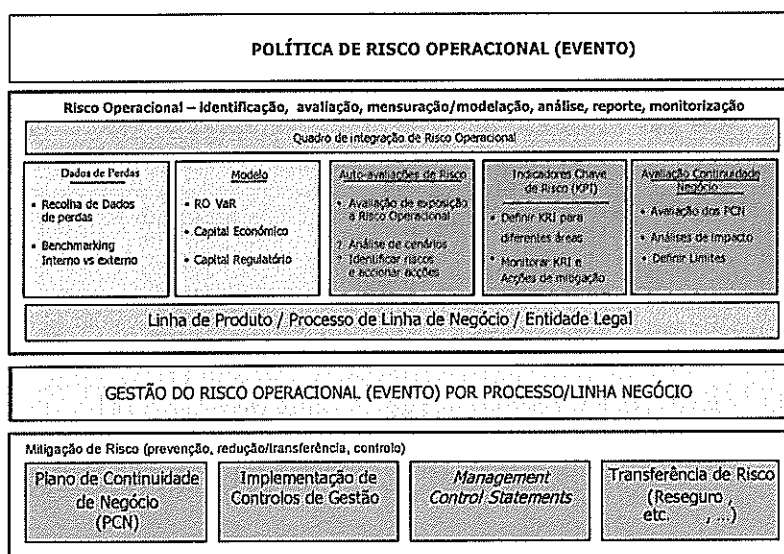 POLÍTICA DE RISCO OPERACIONAL (EVENTO)
Risco Operacional – identificação, avaliação, mensuração/modelação, análise, reporte, monitorização
Quadro de integração de Risco Operacional
Dados de Perdas
• Recolha de Dados
de perdas
• Benchmarking
Interno vs externo
Modelo
• RO VaR
• Capital Económico
• Capital Regulatório
Auto-avaliações de Risco
• Avaliação de exposição
a Risco Operacional
Análise de cenários
Identificar riscos
e accionar acções
Indicadores Chave
de Risco (KPI)
• Definir KRI para
diferentes áreas
• Monitorar KRI e
Acções de mitigação
Avaliação Continuidade
Negócio
• Avaliação dos PCN
• Análises de impacto
• Definir Limites
Linha de Produto / Processo de Linha de Negócio / Entidade Legal
GESTÃO DO RISCO OPERACIONAL (EVENTO) POR PROCESSO/LINHA NEGÓCIO
Mitigação de Risco (prevenção, redução/transferência, controlo)
Plano de Continuidade
de Negócio
(PCN)
Implementação de
Controlos de Gestão
Management
Control Statements
Transferência de Risco
(Reseguro ,
etc. , ...)